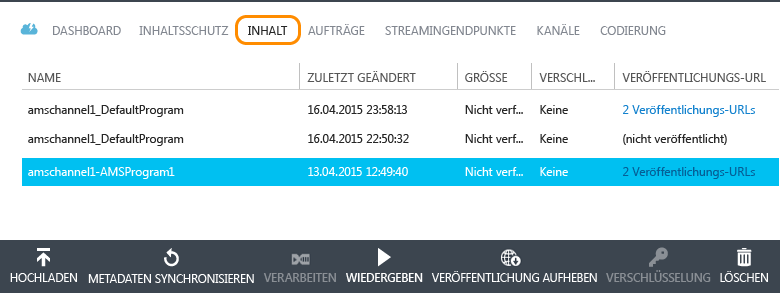 DASHBOARD INHALTSSCHUTZ INHALT AUFTRÄGE STREAMINGENDPUNKTE KANÄLE CODIERUNG
NAME ZULETZT GEÄNDERT GRÖSSE VERSCHL... VERÖFFENTLICHUNGS-URL
amschannel1_DefaultProgram 16.04.2015 23:58:13 Nicht verf... Keine 2 Veröffentlichungs-URLs
amschannel1_DefaultProgram 16.04.2015 22:50:32 Nicht verf... Keine (nicht veröffentlicht)
amschannel1-AMSProgram1 13.04.2015 12:49:40 Nicht verf... Keine 2 Veröffentlichungs-URLs
HOCHLADEN METADATEN SYNCHRONISIEREN VERARBEITEN WIEDERGEBEN VERÖFFENTLICHUNG AUFHEBEN VERSCHLÜSSELUNG LÖSCHEN